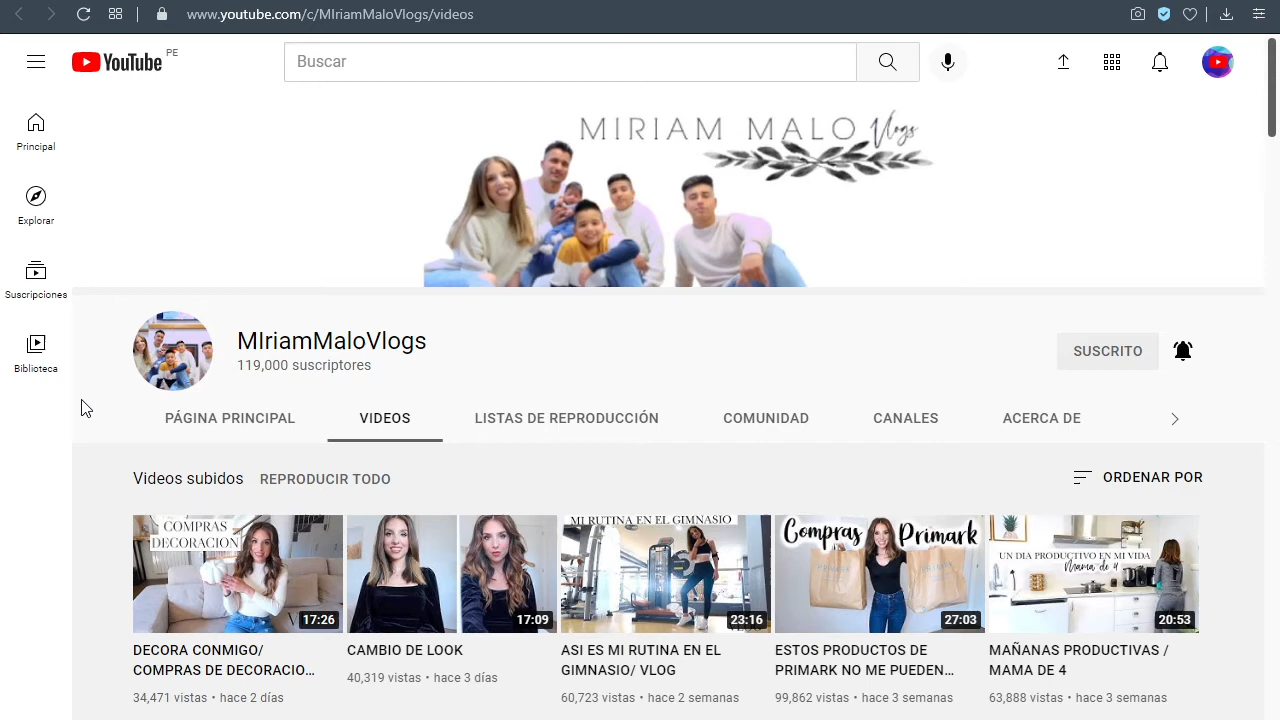 www.youtube.com/c/MIriamMaloVlogs/videos
YouTube PE
Buscar
Principal
Explorar
Suscripciones
Biblioteca
MIRIAM MALO Vlogs
MIriamMaloVlogs
119,000 suscriptores
SUSCRITO
PÁGINA PRINCIPAL VIDEOS LISTAS DE REPRODUCCIÓN COMUNIDAD CANALES ACERCA DE
Videos subidos REPRODUCIR TODO
ORDENAR POR
COMPRAS
DECORACIÓN
17:26
17:09
MI RUTINA EN EL GIMNASIO
23:16
Compras Primark
27:03
UN DIA PRODUCTIVO EN MI VIDA
Mama de 4
20:53
DECORA CONMIGO/
COMPRAS DE DECORACIO...
34,471 vistas • hace 2 días
CAMBIO DE LOOK
40,319 vistas • hace 3 días
ASI ES MI RUTINA EN EL
GIMNASIO/ VLOG
60,723 vistas • hace 2 semanas
ESTOS PRODUCTOS DE
PRIMARK NO ME PUEDEN...
99,862 vistas • hace 3 semanas
MAÑANAS PRODUCTIVAS /
MAMA DE 4
63,888 vistas • hace 3 semanas